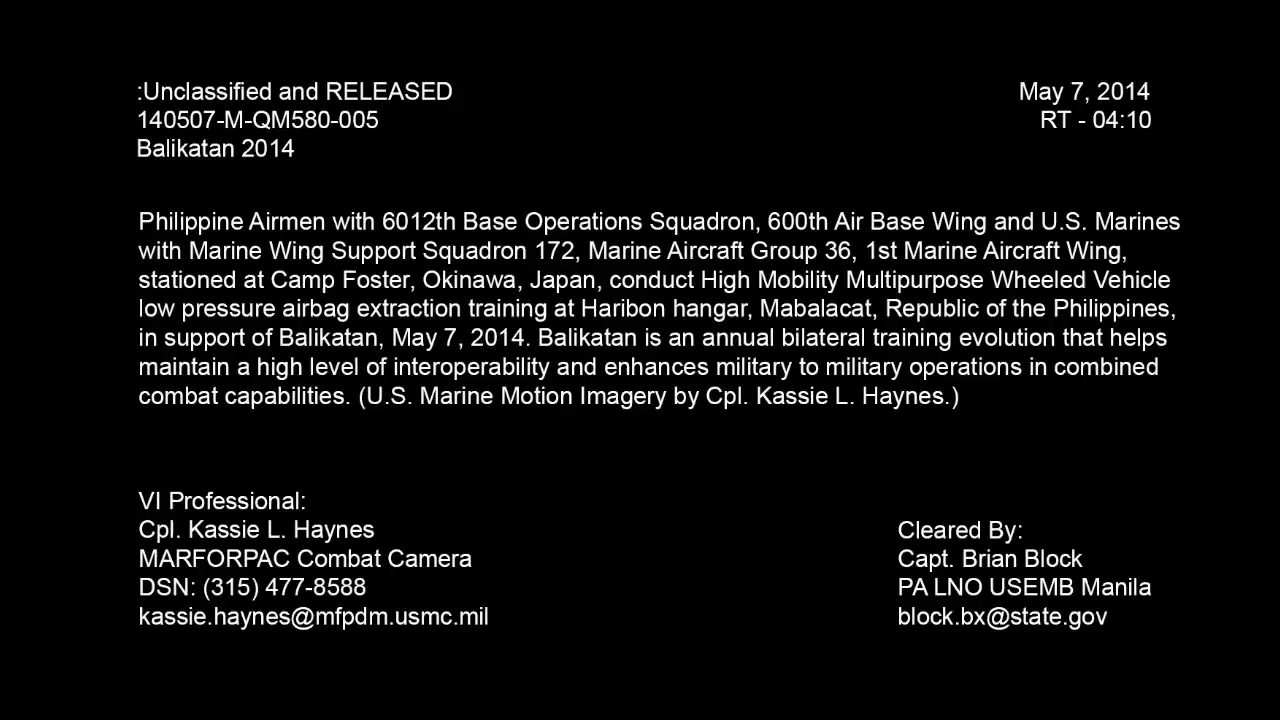 :Unclassified and RELEASED
May 7, 2014
140507-M-QM580-005
RT - 04:10
Balikatan 2014
Philippine Airmen with 6012th Base Operations Squadron, 600th Air Base Wing and U.S. Marines
with Marine Wing Support Squadron 172, Marine Aircraft Group 36, 1st Marine Aircraft Wing,
stationed at Camp Foster, Okinawa, Japan, conduct High Mobility Multipurpose Wheeled Vehicle
low pressure airbag extraction training at Haribon hangar, Mabalacat, Republic of the Philippines,
in support of Balikatan, May 7, 2014. Balikatan is an annual bilateral training evolution that helps
maintain a high level of interoperability and enhances military to military operations in combined
combat capabilities. (U.S. Marine Motion Imagery by Cpl. Kassie L. Haynes.)
VI Professional:
Cpl. Kassie L. Haynes
MARFORPAC Combat Camera
DSN: (315) 477-8588
kassie.haynes@mfpdm.usmc.mil
Cleared By:
Capt. Brian Block
PA LNO USEMB Manila
block.bx@state.gov